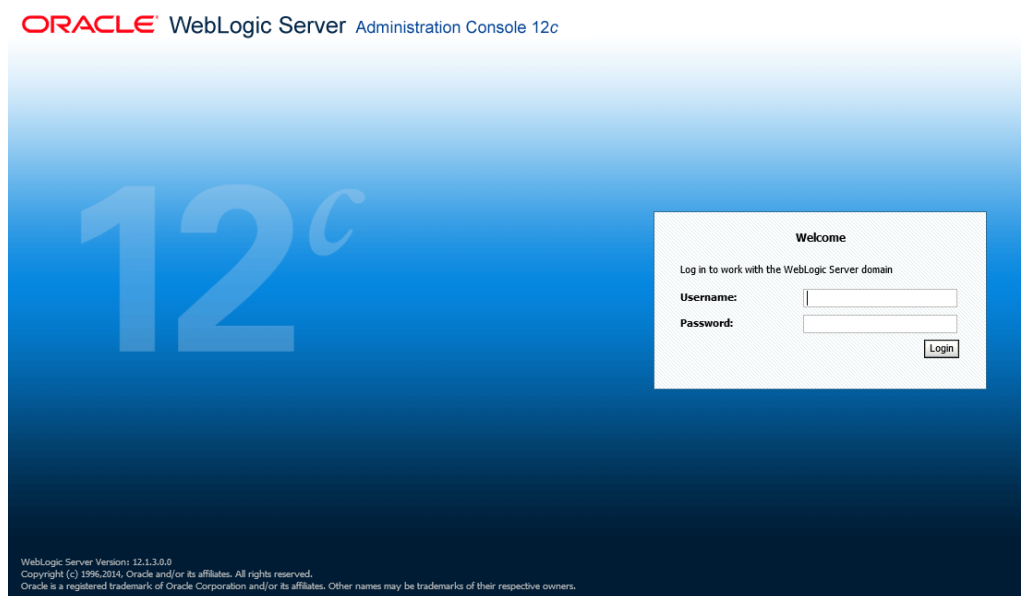 ORACLE WebLogic Server Administration Console 12c
12c
Welcome
Log in to work with the WebLogic Server domain
Username:
Password:
Login
WebLogic Server Version: 12.1.3.0.0
Copyright (c) 1996,2014, Oracle and/or its affiliates. All rights reserved.
Oracle is a registered trademark of Oracle Corporation and/or its affiliates. Other names may be trademarks of their respective owners.